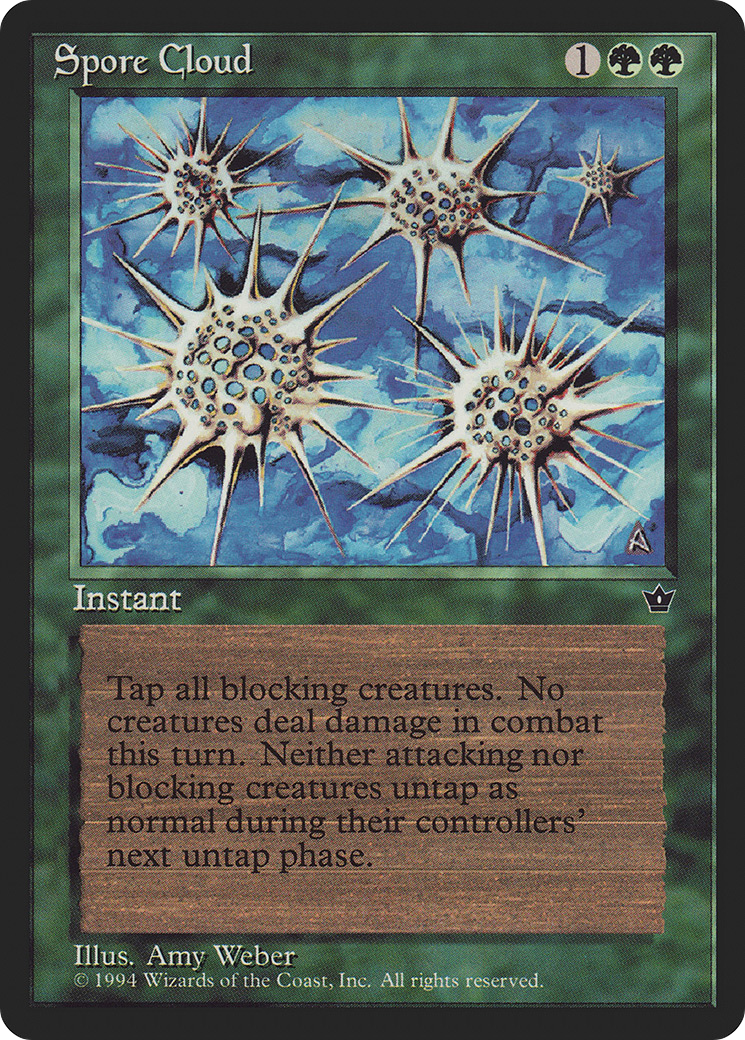 Spore Cloud 1
Instant
Tap all blocking creatures. No
creatures deal damage in combat
this turn. Neither attacking nor
blocking creatures untap as
normal during their controllers'
next untap phase.
Illus. Amy Weber
© 1994 Wizards of the Coast, Inc. All rights reserved.